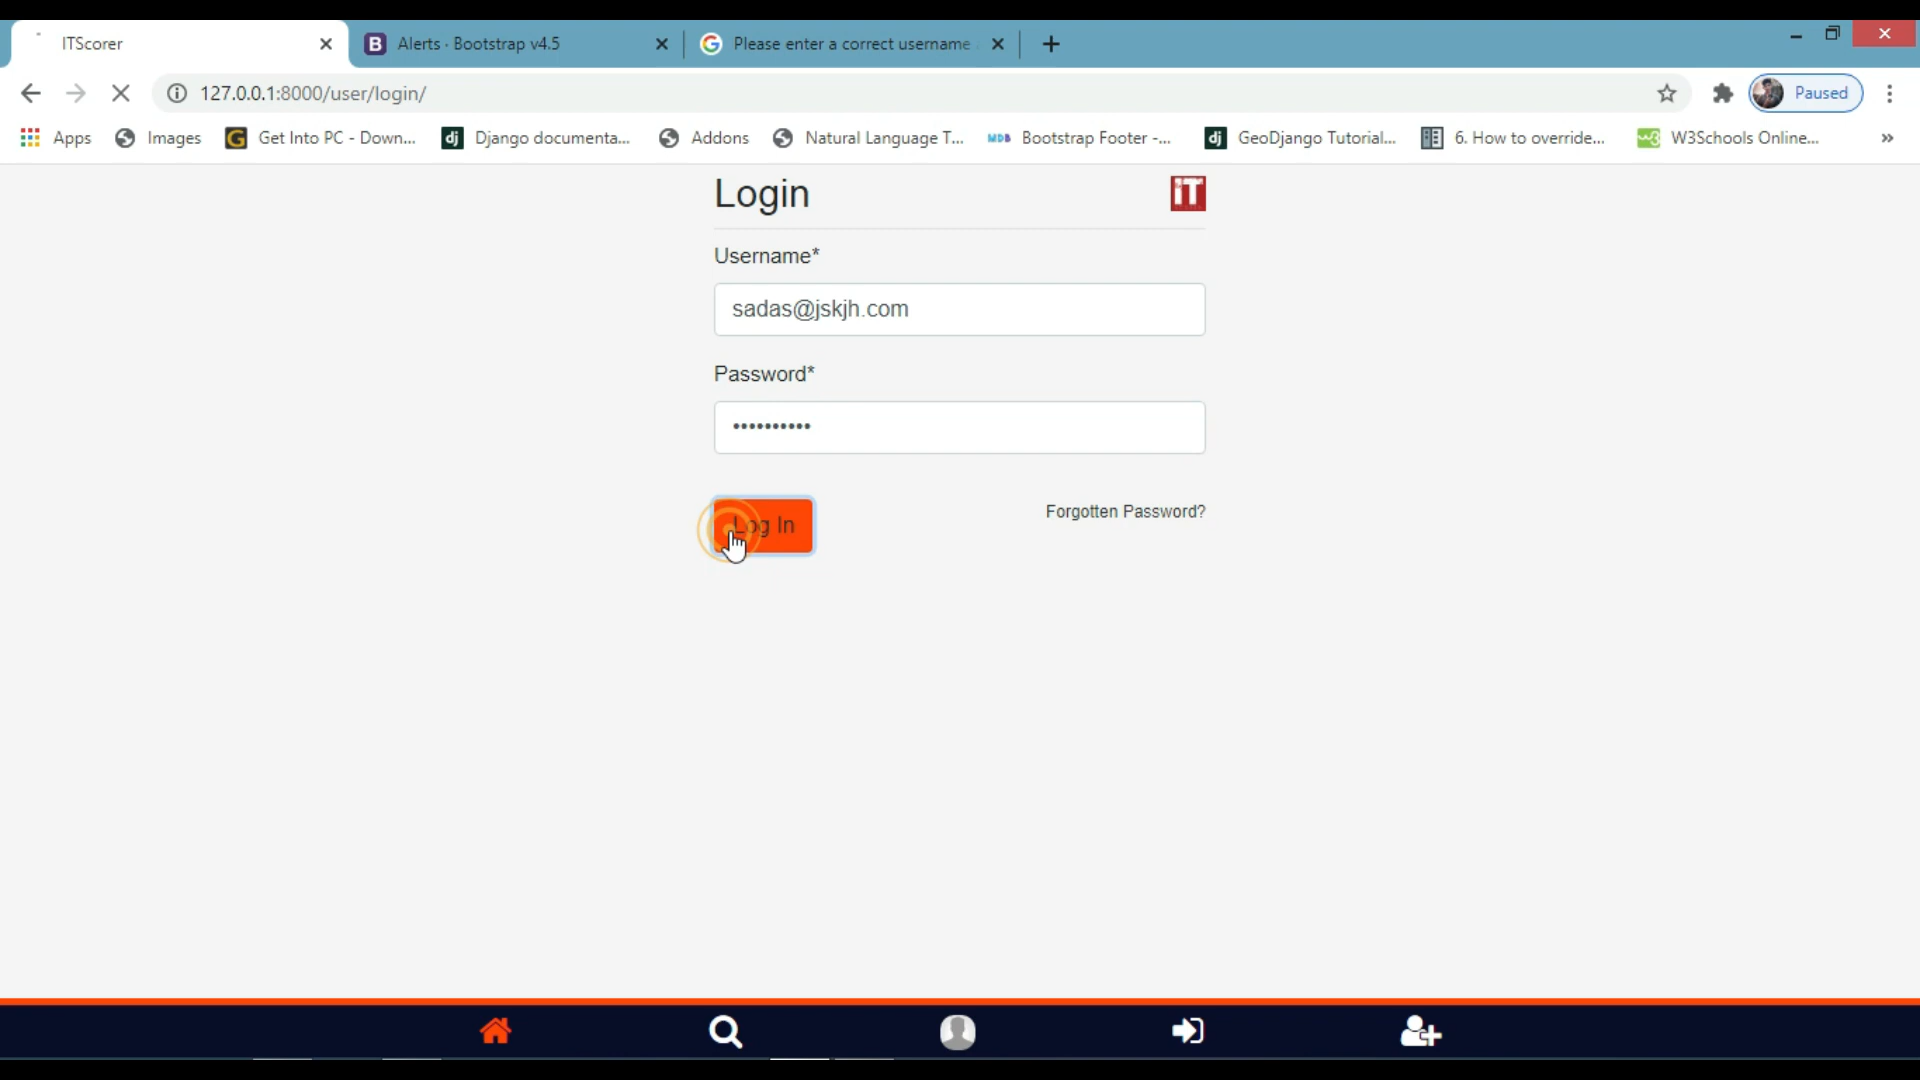 ITScorer
Alerts · Bootstrap v4.5
Please enter a correct username
127.0.0.1:8000/user/login/
Paused
Apps
Images
Get Into PC - Down...
Django documenta...
Addons
Natural Language T...
Bootstrap Footer -...
GeoDjango Tutorial...
6. How to override...
W3Schools Online...
Login
iT
Username*
sadas@jskjh.com
Password*
Log In
Forgotten Password?